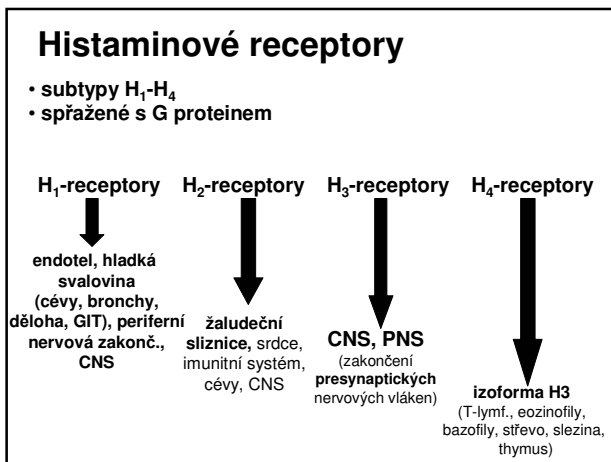 Histaminové receptory
• subtypy H₁-H₄
• spřažené s G proteinem
H₁-receptory
H₂-receptory
H₃-receptory
H₄-receptory
endotel, hladká
svalovina
(cévy, bronchy,
děloha, GIT), periferní
nervová zakonč.,
CNS
žaludeční
sliznice, srdce,
imunitní systém,
cévy, CNS
CNS, PNS
(zakončení
presynaptických
nervových vláken)
izoforma H3
(T-lymf., eozinofily,
bazofily, střevo, slezina,
thymus)